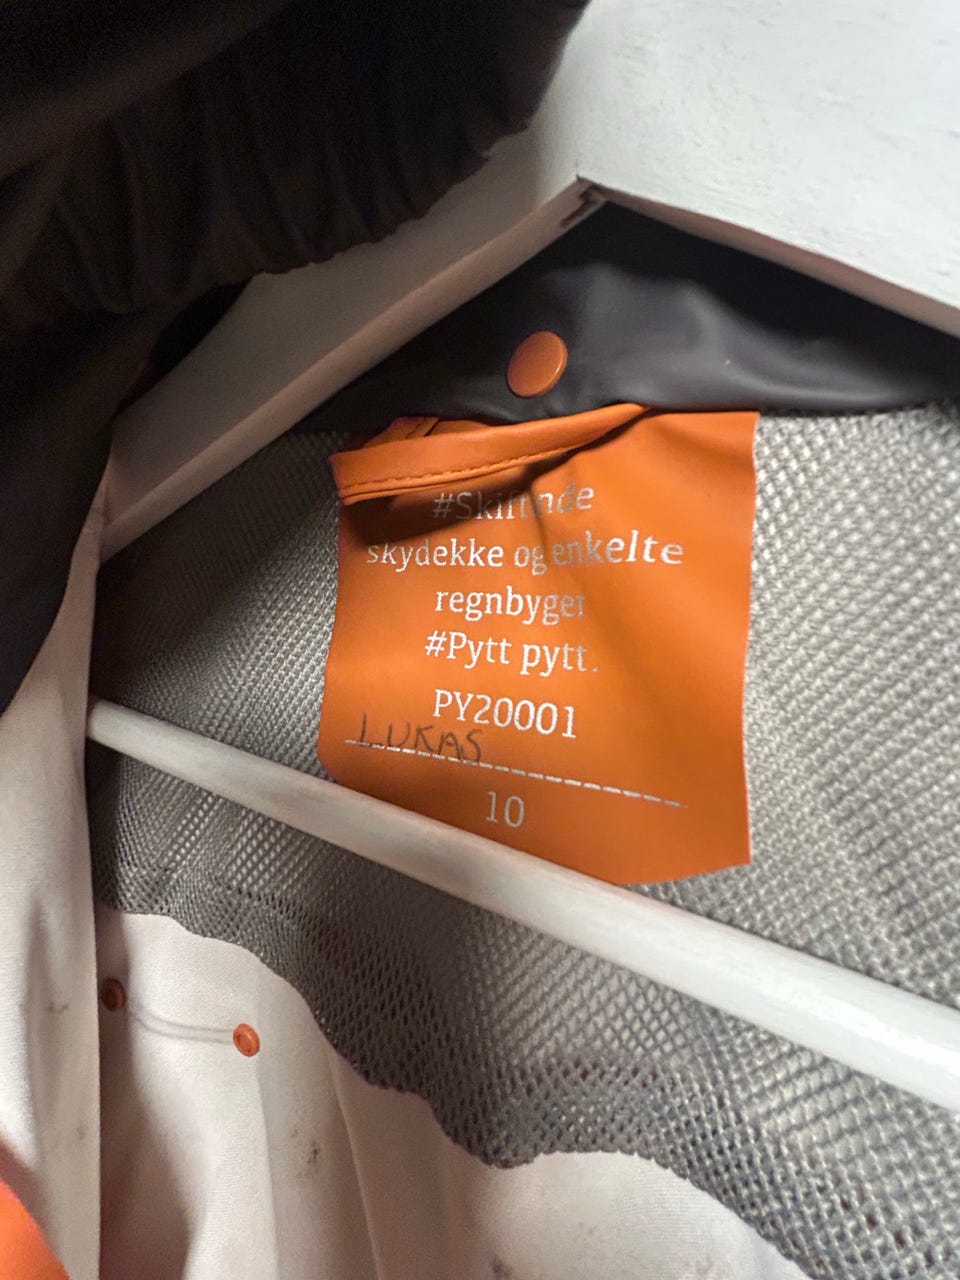 #Skiftende
skydekke og enkelte
regnbyger
#Pytt pytt.
PY20001
LUKAS
10